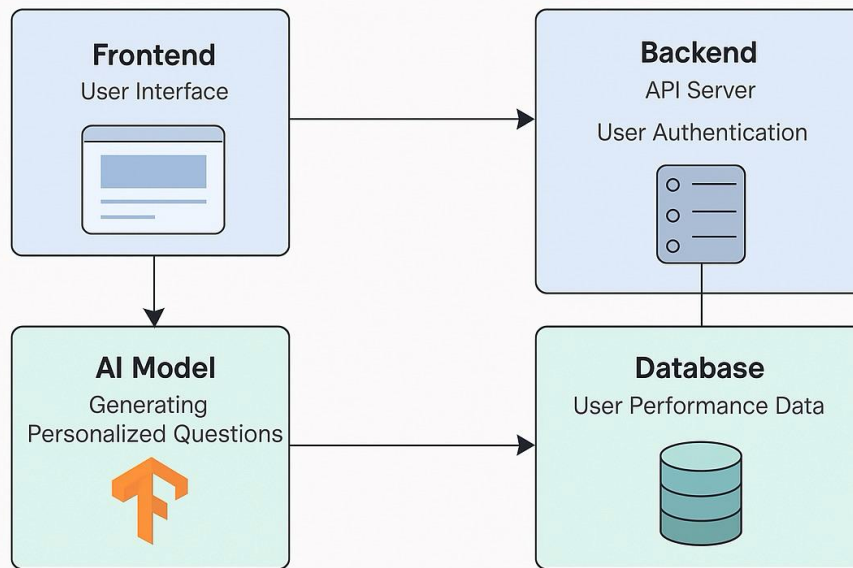 Frontend
User Interface
Backend
API Server
User Authentication
AI Model
Generating
Personalized Questions
Database
User Performance Data